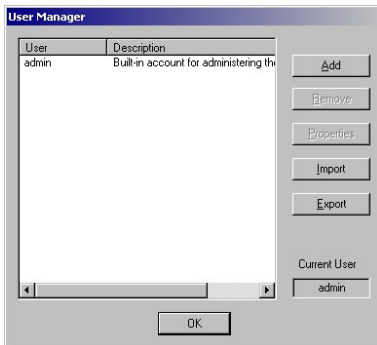 User Manager
User Description
admin Built-in account for administering the
Add
Remove
Properties
Import
Export
Current User
admin
OK